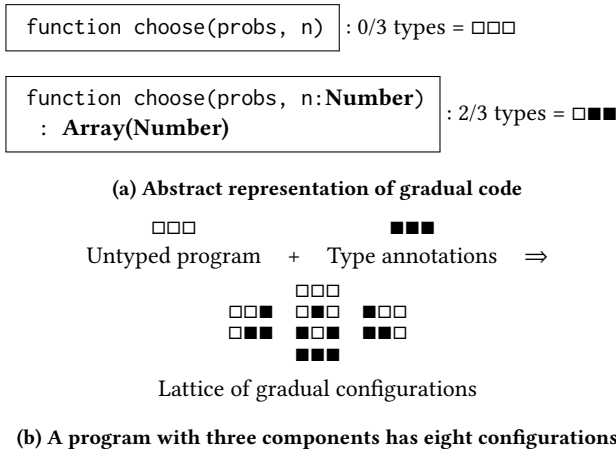 function choose(probs, n) : 0/3 types = □□□
function choose(probs, n:Number)
: Array(Number) : 2/3 types = □■■
(a) Abstract representation of gradual code
□□□ ■■■
Untyped program + Type annotations ⇒
□□□
□□■ □■□ ■□□
□■■ ■□■ ■■□
■■■
Lattice of gradual configurations
(b) A program with three components has eight configurations